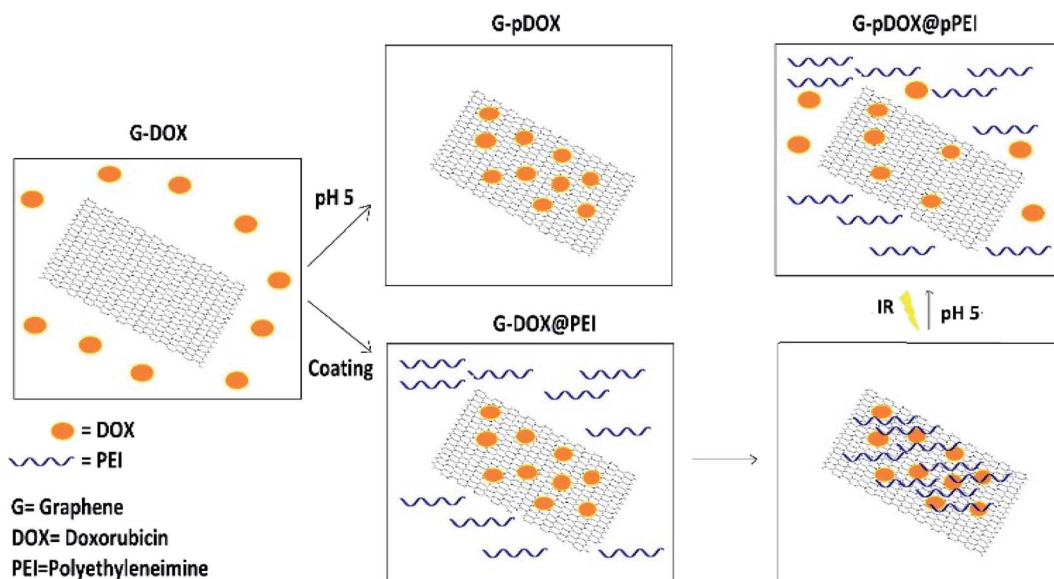 G-pDOX
G-pDOX@pPEI
G-DOX
pH 5
Coating
G-DOX@PEI
IR
pH 5
= DOX
= PEI
G= Graphene
DOX= Doxorubicin
PEI=Polyethyleneimine